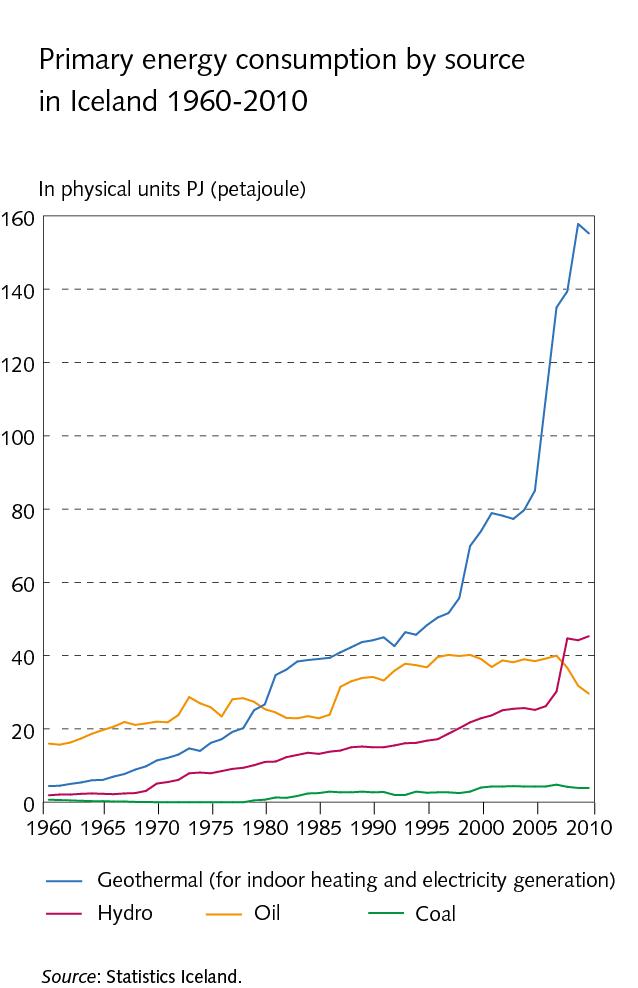 Primary energy consumption by source
in Iceland 1960-2010
In physical units PJ (petajoule)
160
140
120
100
80
60
40
20
0
1960 1965 1970 1975 1980 1985 1990 1995 2000 2005 2010
Geothermal (for indoor heating and electricity generation)
Hydro Oil Coal
Source: Statistics Iceland.